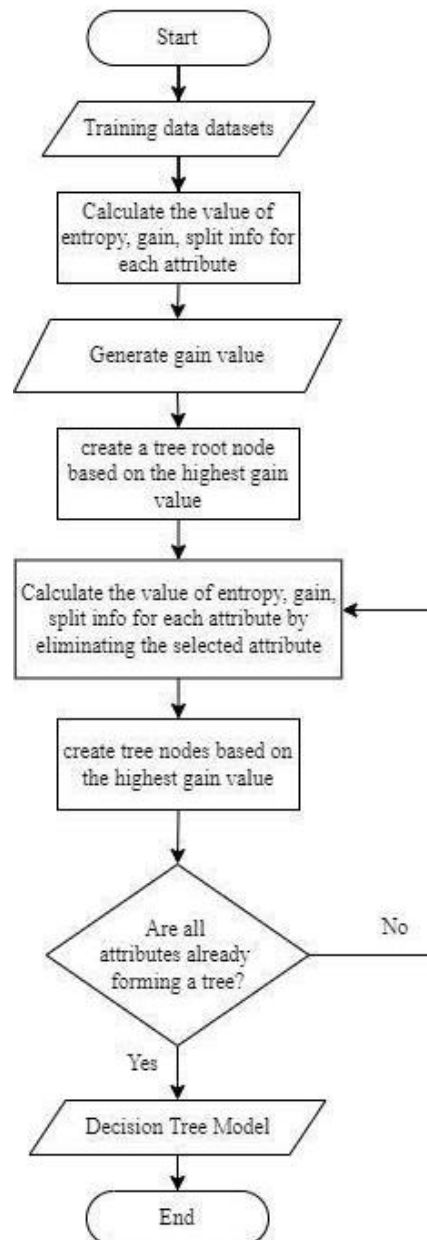 Start
Training data datasets
Calculate the value of
entropy, gain, split info for
each attribute
Generate gain value
create a tree root node
based on the highest gain
value
Calculate the value of entropy, gain,
split info for each attribute by
eliminating the selected attribute
create tree nodes based on
the highest gain value
Are all
attributes already
forming a tree?
No
Yes
Decision Tree Model
End